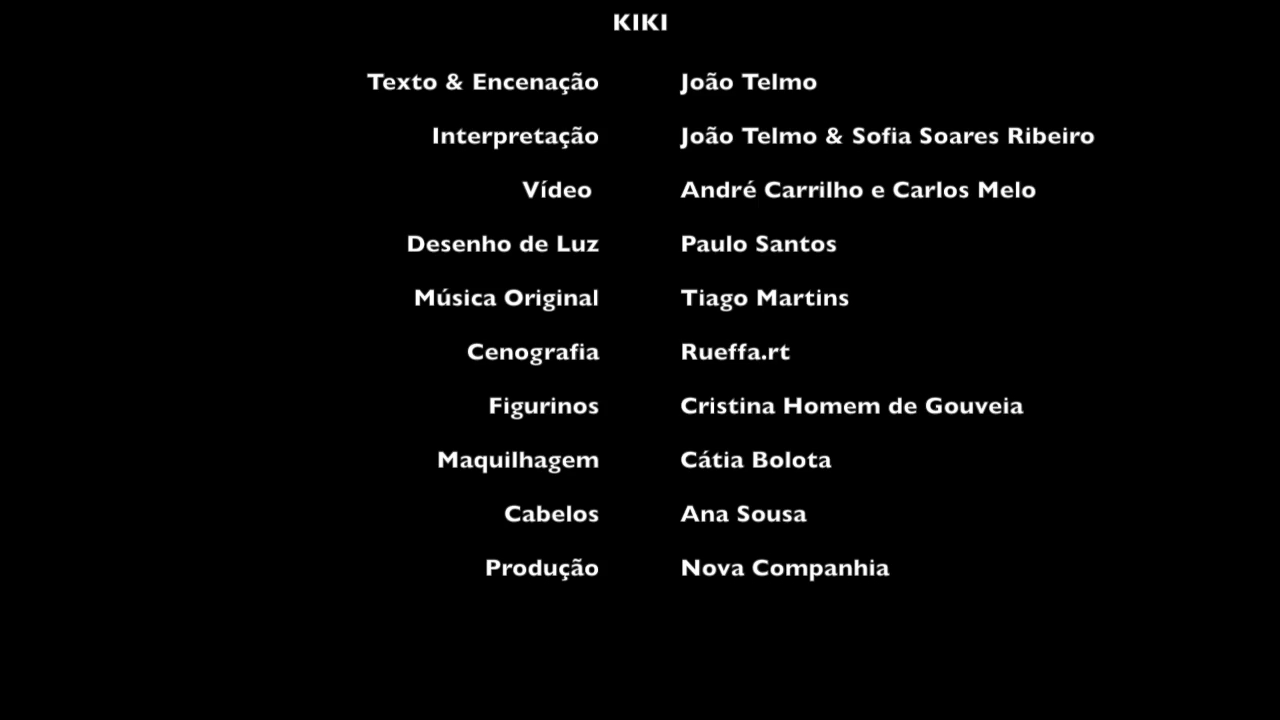 KIKI
Texto & Encenação João Telmo
Interpretação João Telmo & Sofia Soares Ribeiro
Vídeo André Carrilho e Carlos Melo
Desenho de Luz Paulo Santos
Música Original Tiago Martins
Cenografia Rueffa.rt
Figurinos Cristina Homem de Gouveia
Maquilhagem Cátia Bolota
Cabelos Ana Sousa
Produção Nova Companhia